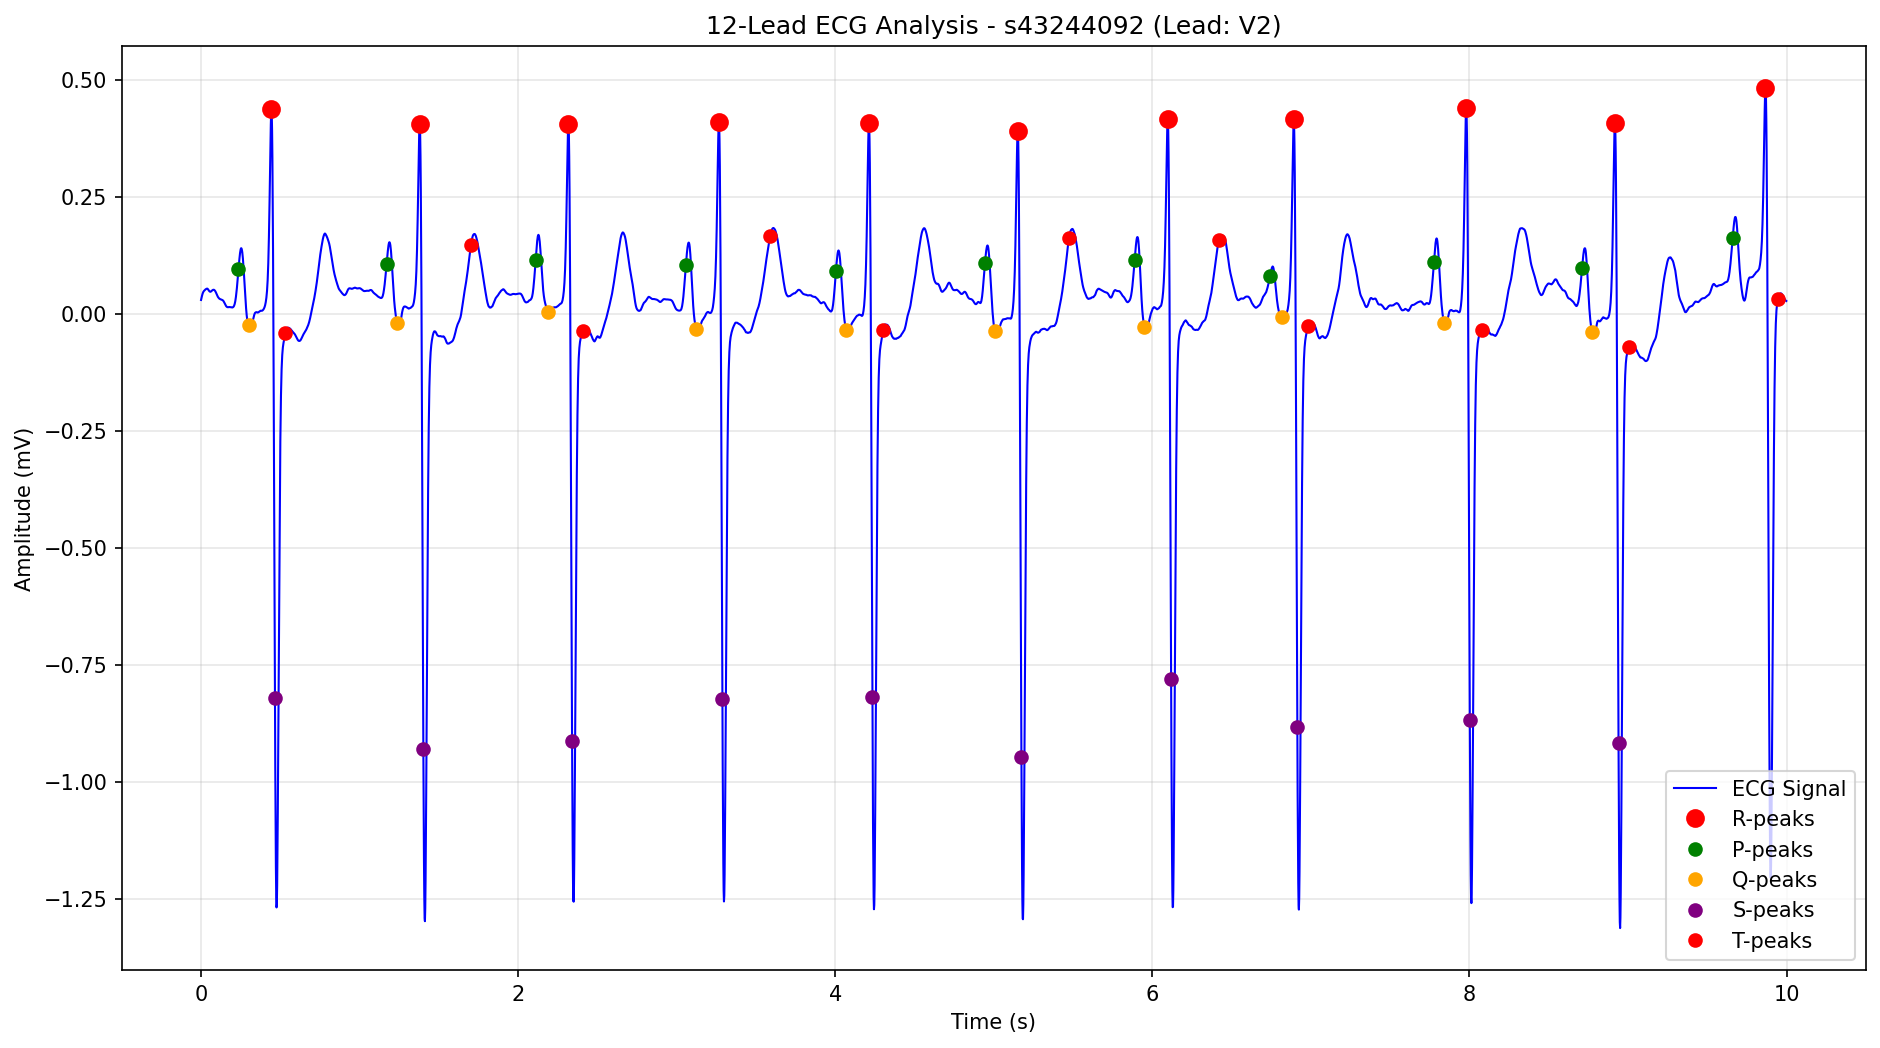 12-Lead ECG Analysis - s43244092 (Lead: V2)
0.50
0.25
0.00
−0.25
−0.50
−0.75
−1.00
−1.25
Amplitude (mV)
0 2 4 6 8 10
Time (s)
ECG Signal
R-peaks
P-peaks
Q-peaks
S-peaks
T-peaks